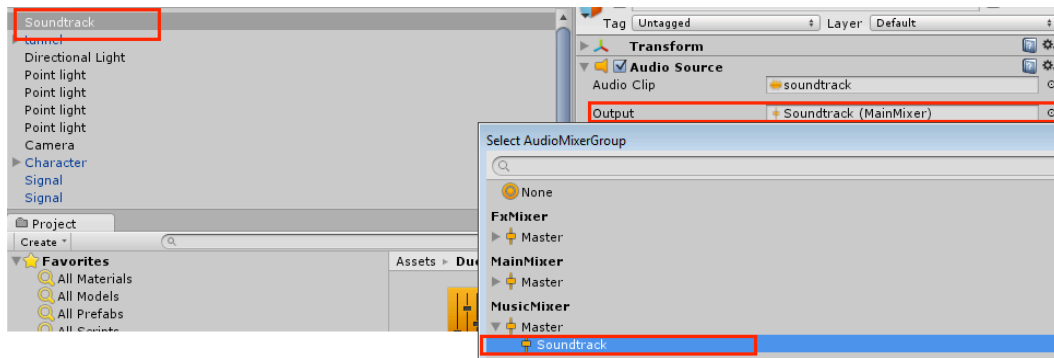 Soundtrack
tunnel
Directional Light
Point light
Point light
Point light
Point light
Camera
Character
Signal
Signal
Project
Create
Favorites
All Materials
All Models
All Prefabs
All Scripts
Assets
Tag Untagged Layer Default
Transform
Audio Source
Audio Clip soundtrack
Output Soundtrack (MainMixer)
Select AudioMixerGroup
None
FxMixer
Master
MainMixer
Master
MusicMixer
Master
Soundtrack